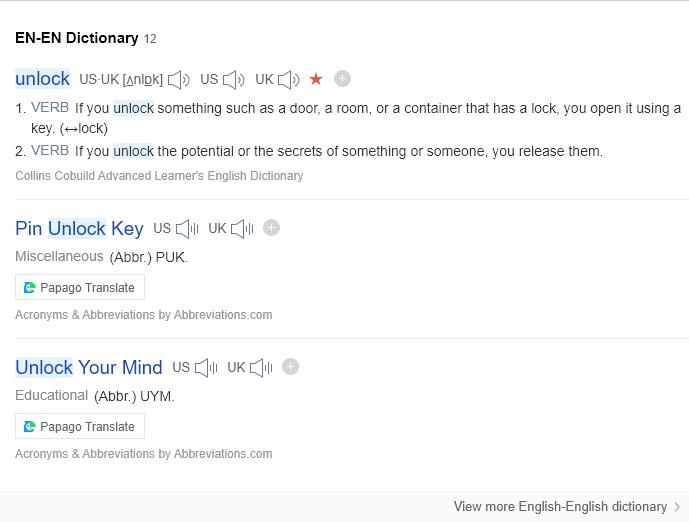 EN-EN Dictionary 12
unlock US·UK [ʌnlɒk] US UK
1. VERB If you unlock something such as a door, a room, or a container that has a lock, you open it using a
key. (↔lock)
2. VERB If you unlock the potential or the secrets of something or someone, you release them.
Collins Cobuild Advanced Learner's English Dictionary
Pin Unlock Key US UK
Miscellaneous (Abbr.) PUK.
Papago Translate
Acronyms & Abbreviations by Abbreviations.com
Unlock Your Mind US UK
Educational (Abbr.) UYM.
Papago Translate
Acronyms & Abbreviations by Abbreviations.com
View more English-English dictionary